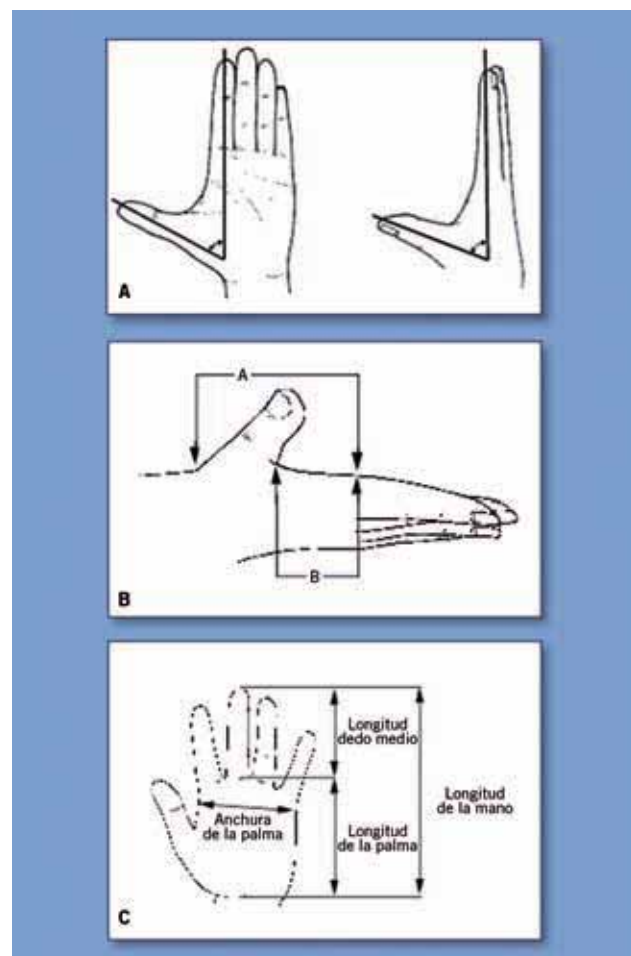 A
A
B
B
Longitud
dedo medio
Anchura
de la palma
Longitud
de la palma
Longitud
de la mano
C